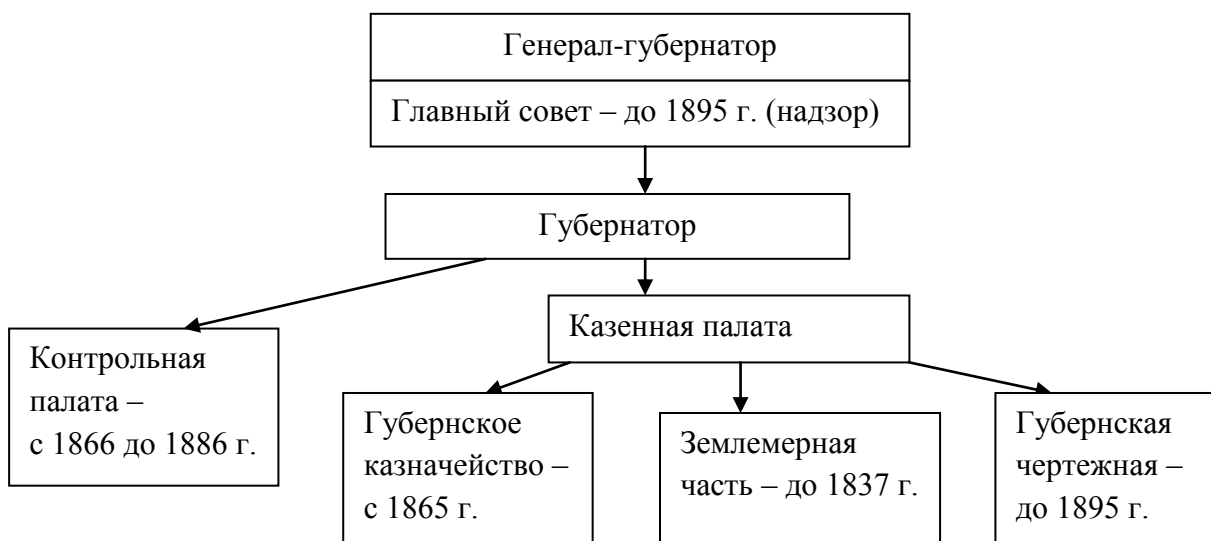 Генерал-губернатор
Главный совет – до 1895 г. (надзор)
Губернатор
Казенная палата
Контрольная
палата –
с 1866 до 1886 г.
Губернское
казначейство –
с 1865 г.
Землемерная
часть – до 1837 г.
Губернская
чертежная –
до 1895 г.